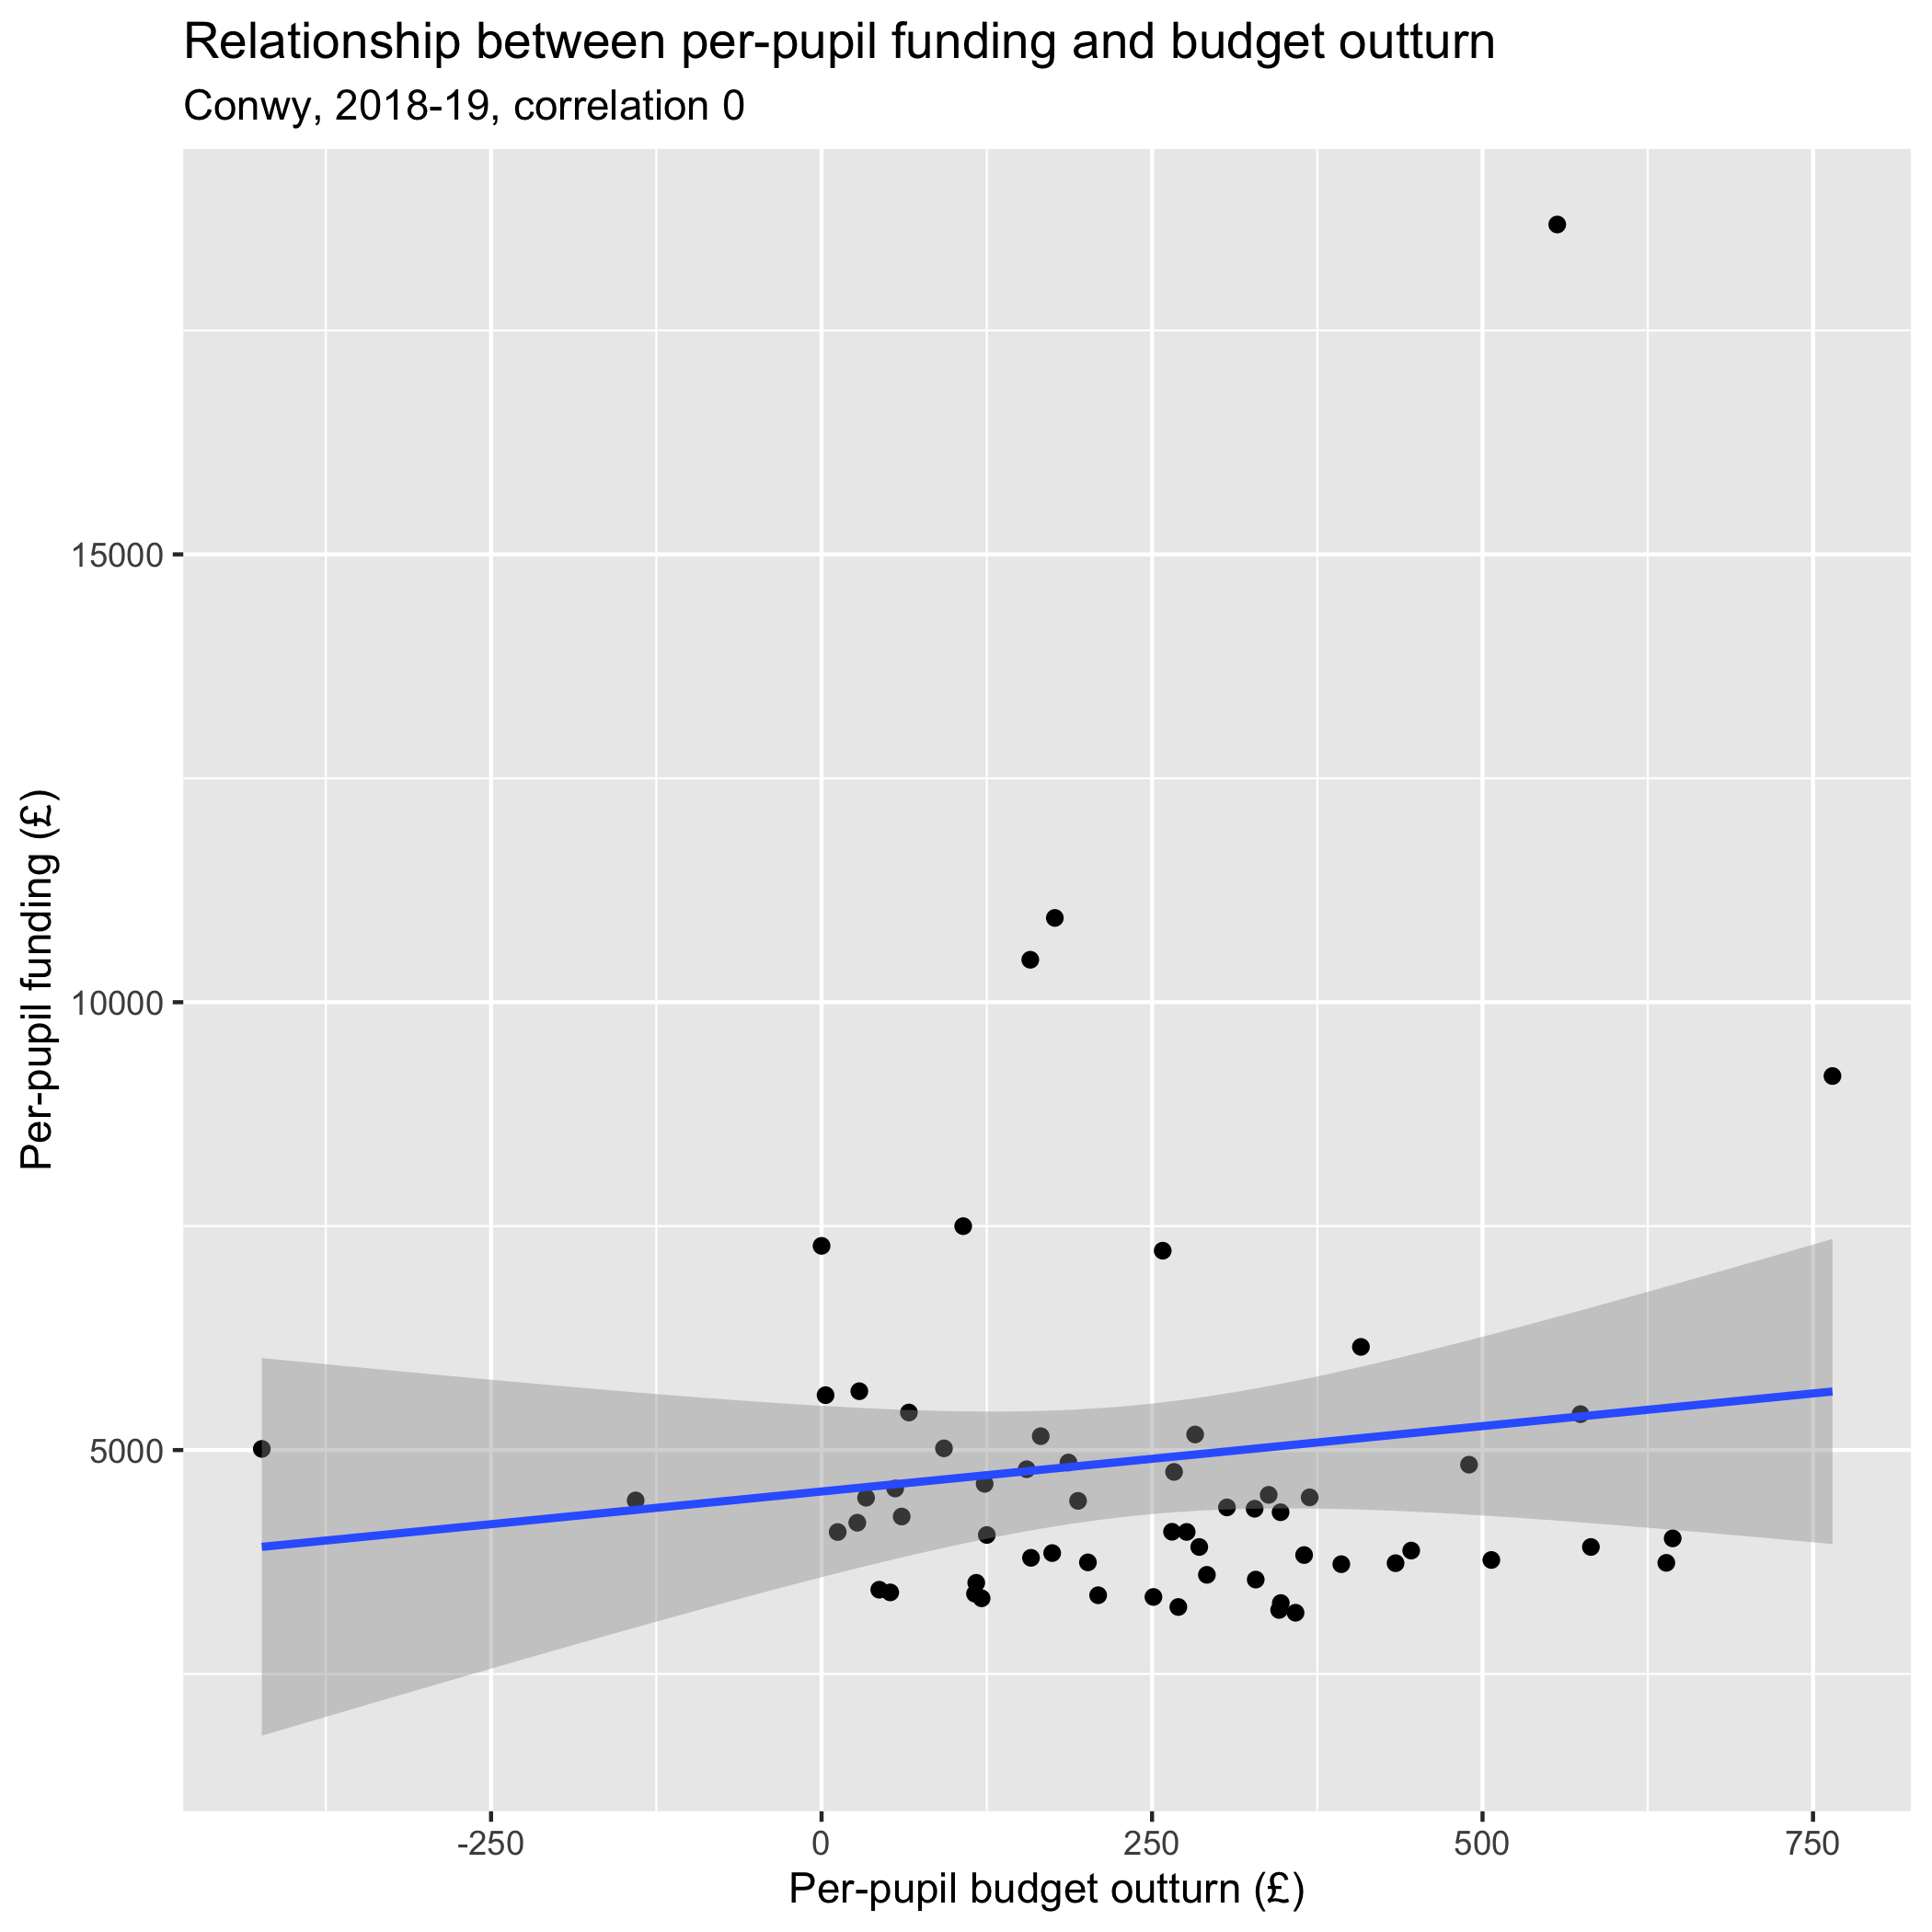 Relationship between per-pupil funding and budget outturn
Conwy, 2018-19, correlation 0
Per-pupil funding (£)
15000
10000
5000
-250
0
250
500
750
Per-pupil budget outturn (£)